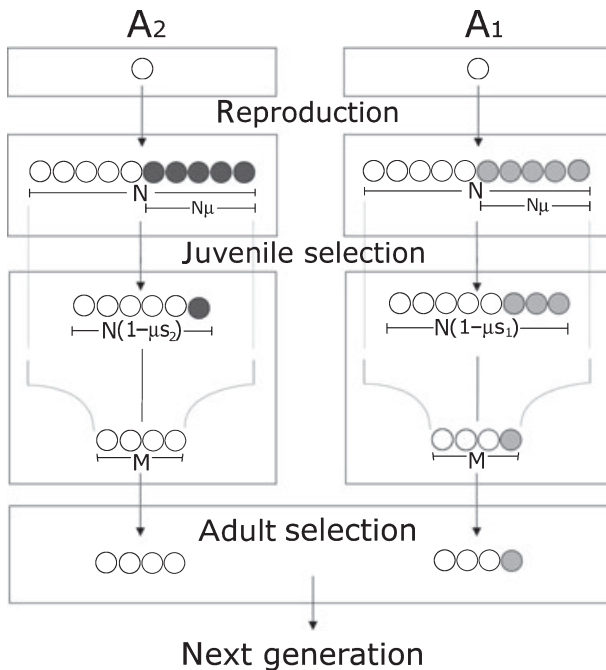 A2 A1
Reproduction
N N
Nμ Nμ
Juvenile selection
N(1-μs2) N(1-μs1)
M M
Adult selection
Next generation